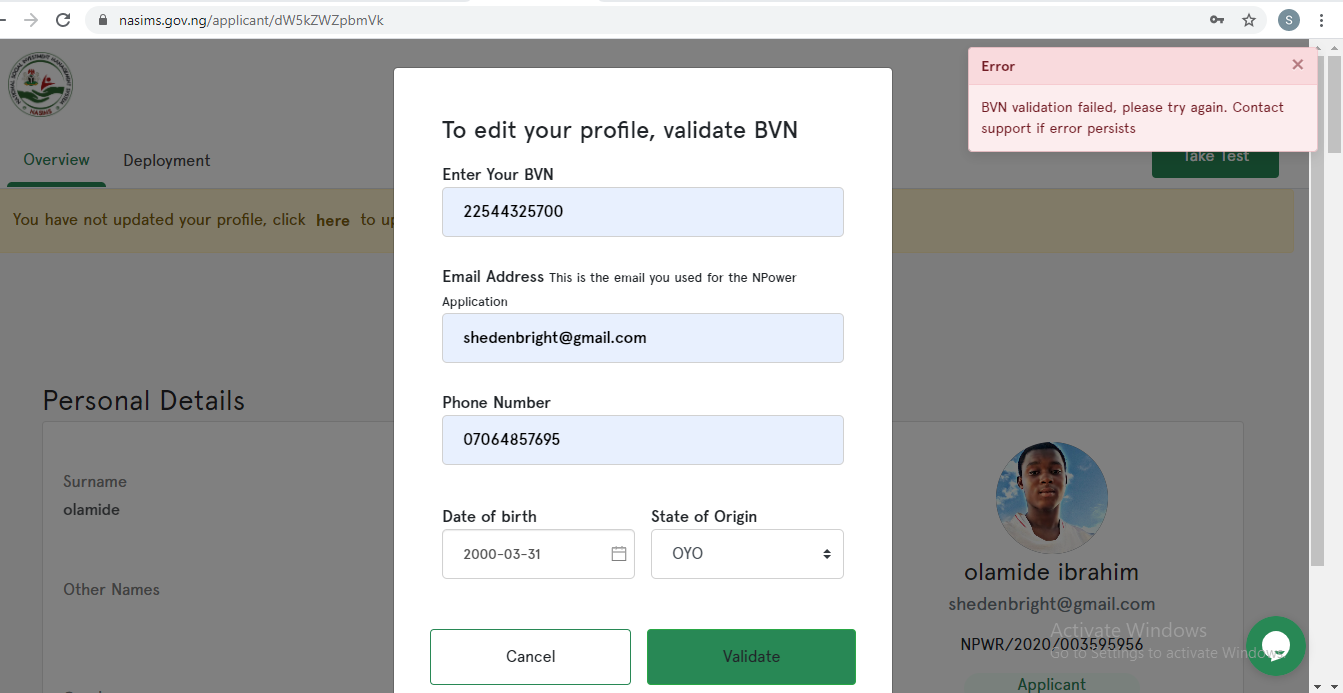 nasims.gov.ng/applicant/dW5kZWZpbmVk
S
Error
BVN validation failed, please try again. Contact
support if error persists
To edit your profile, validate BVN
Overview
Deployment
Take Test
Enter Your BVN
22544325700
You have not updated your profile, click here to up
Email Address This is the email you used for the NPower
Application
shedenbright@gmail.com
Phone Number
07064857695
Personal Details
Surname
olamide
Other Names
Date of birth
State of Origin
2000-03-31
OYO
olamide ibrahim
shedenbright@gmail.com
NPWR/2020/003595956
Applicant
Cancel
Validate
Activate Windows
Go to Settings to activate Windows